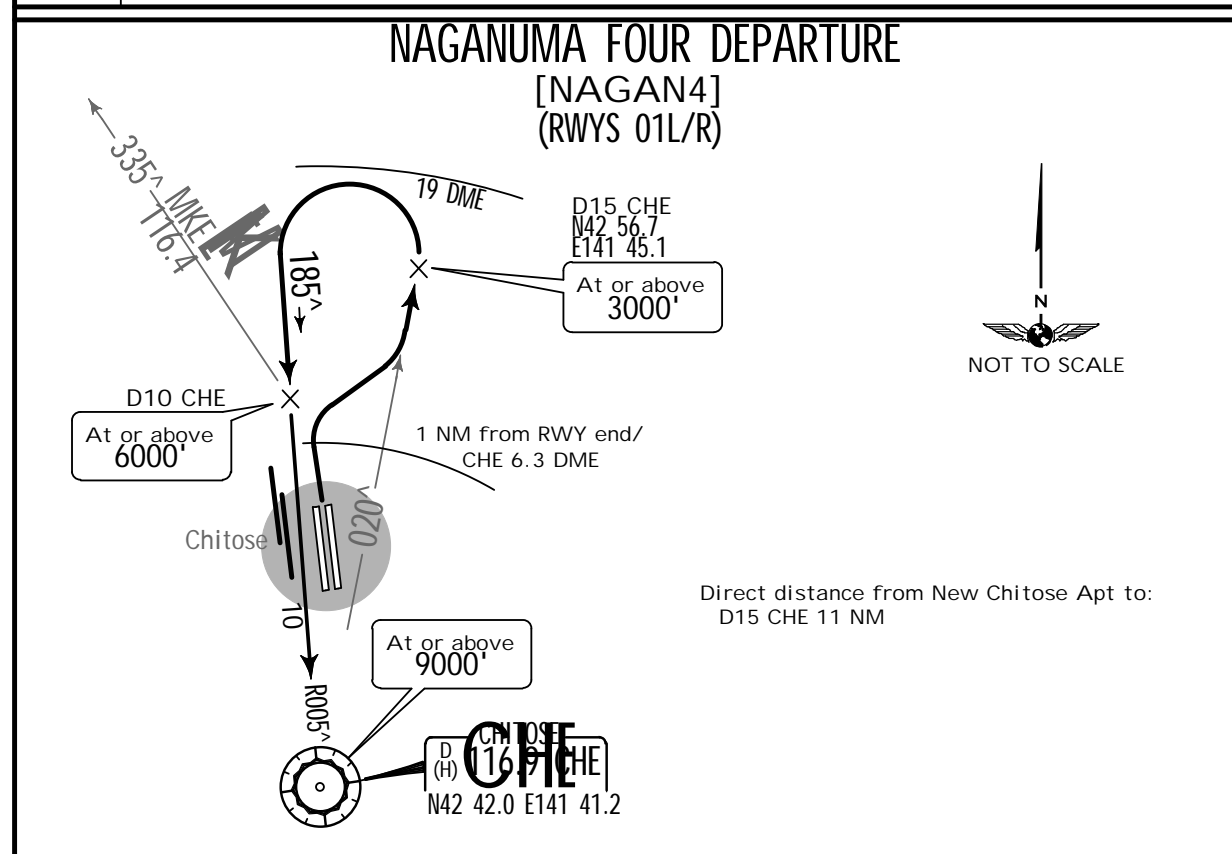 NAGANUMA FOUR DEPARTURE
[NAGAN4]
(RWYS 01L/R)
335^ MKE
116.4
19 DME
D15 CHE
N42 56.7
E141 45.1
At or above
3000'
185^
N
NOT TO SCALE
D10 CHE
At or above
6000'
1 NM from RWY end/
CHE 6.3 DME
Chitose
020^
10
Direct distance from New Chitose Apt to:
D15 CHE 11 NM
At or above
9000'
R005^
CHITOSE
D
(H)
116.9 CHE
CHE
N42 42.0 E141 41.2